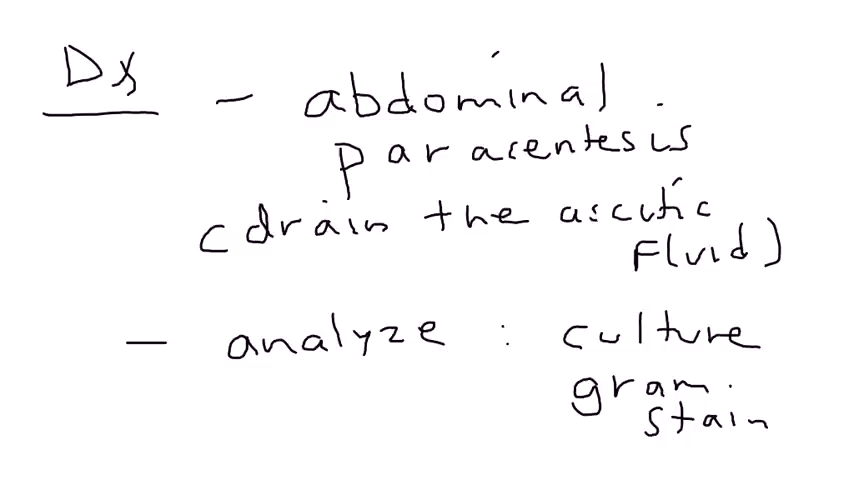 Dx - abdominal
paracentesis
(drain the ascitic
fluid)
- analyze : culture
gram
stain